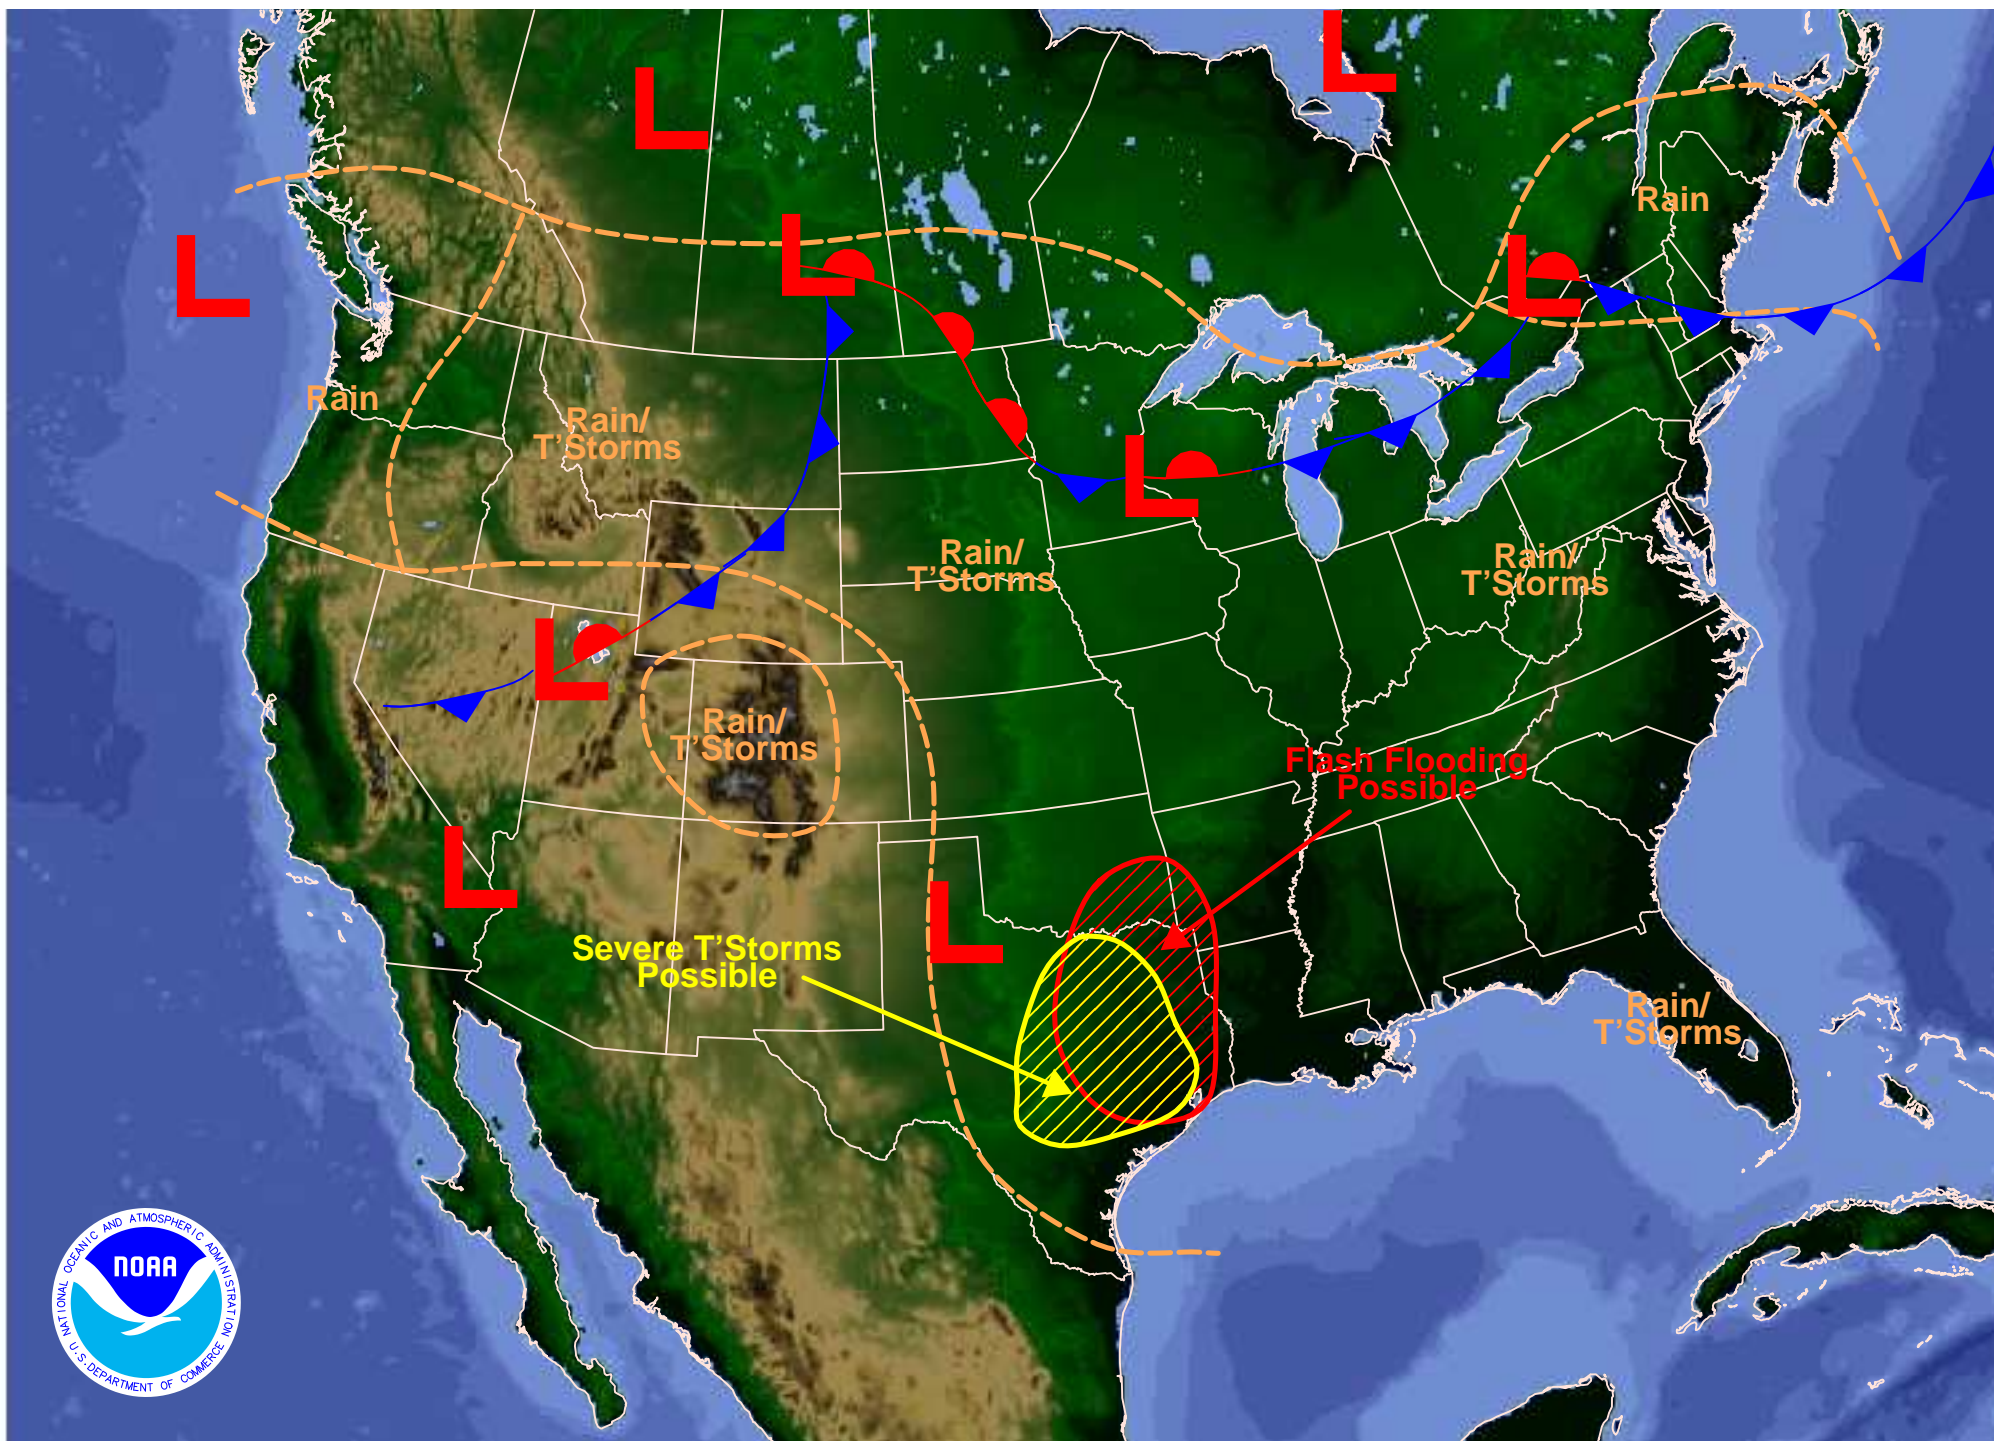 L
L
L
L
Rain
L
L
Rain
Rain/
T'Storms
L
Rain/
T'Storms
Rain/
T'Storms
L
Rain/
T'Storms
Flash Flooding
Possible
L
L
Severe T'Storms
Possible
Rain/
T'Storms
NATIONAL OCEANIC AND ATMOSPHERIC ADMINISTRATION
NOAA
U.S. DEPARTMENT OF COMMERCE